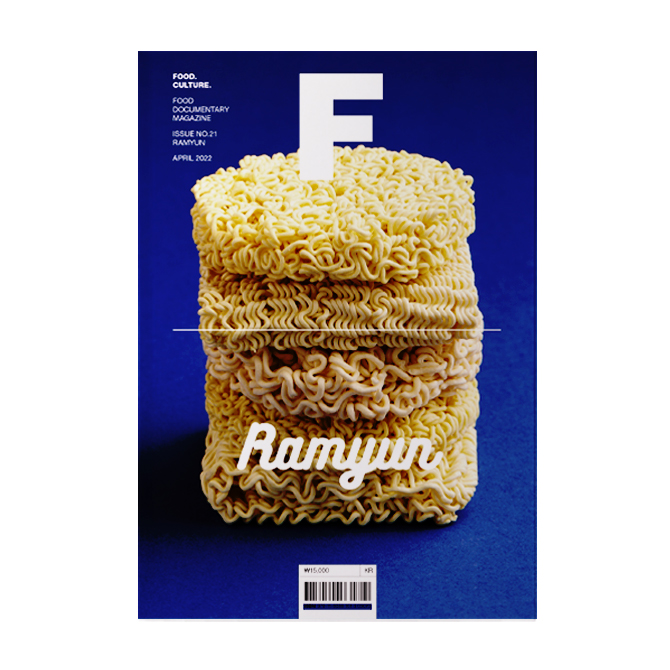 FOOD.
CULTURE.
FOOD
DOCUMENTARY
MAGAZINE
ISSUE NO.21
RAMYUN
APRIL 2022
F
Ramyun
₩15,000 KR